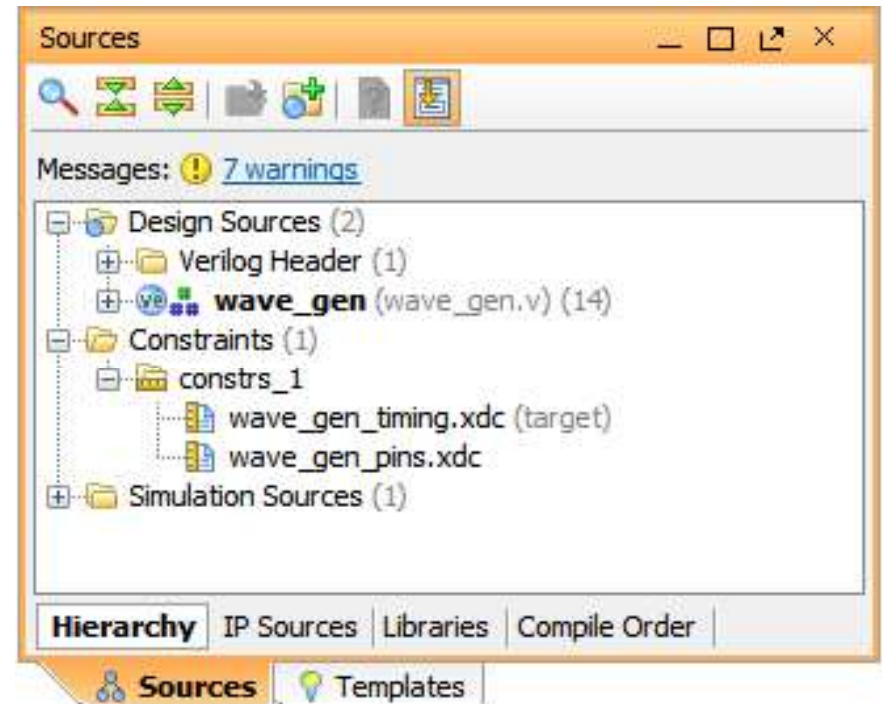 Sources
Messages: 7 warnings
Design Sources (2)
Verilog Header (1)
wave_gen (wave_gen.v) (14)
Constraints (1)
constrs_1
wave_gen_timing.xdc (target)
wave_gen_pins.xdc
Simulation Sources (1)
Hierarchy IP Sources Libraries Compile Order
Sources Templates